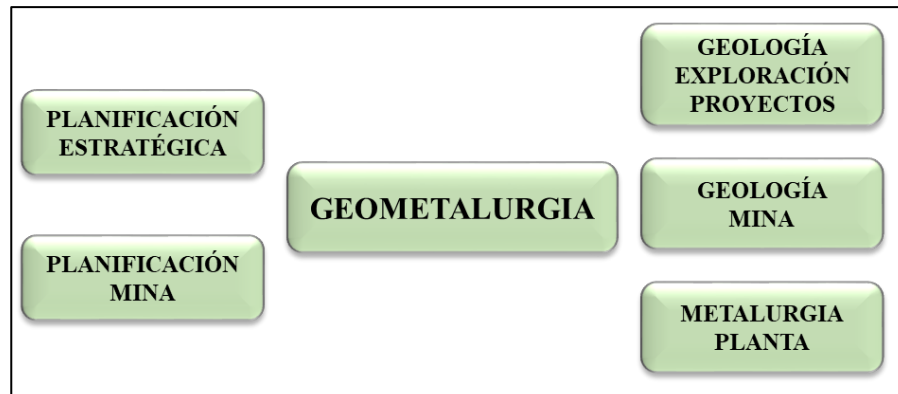 PLANIFICACIÓN
ESTRATÉGICA
PLANIFICACIÓN
MINA
GEOMETALURGIA
GEOLOGÍA
EXPLORACIÓN
PROYECTOS
GEOLOGÍA
MINA
METALURGIA
PLANTA